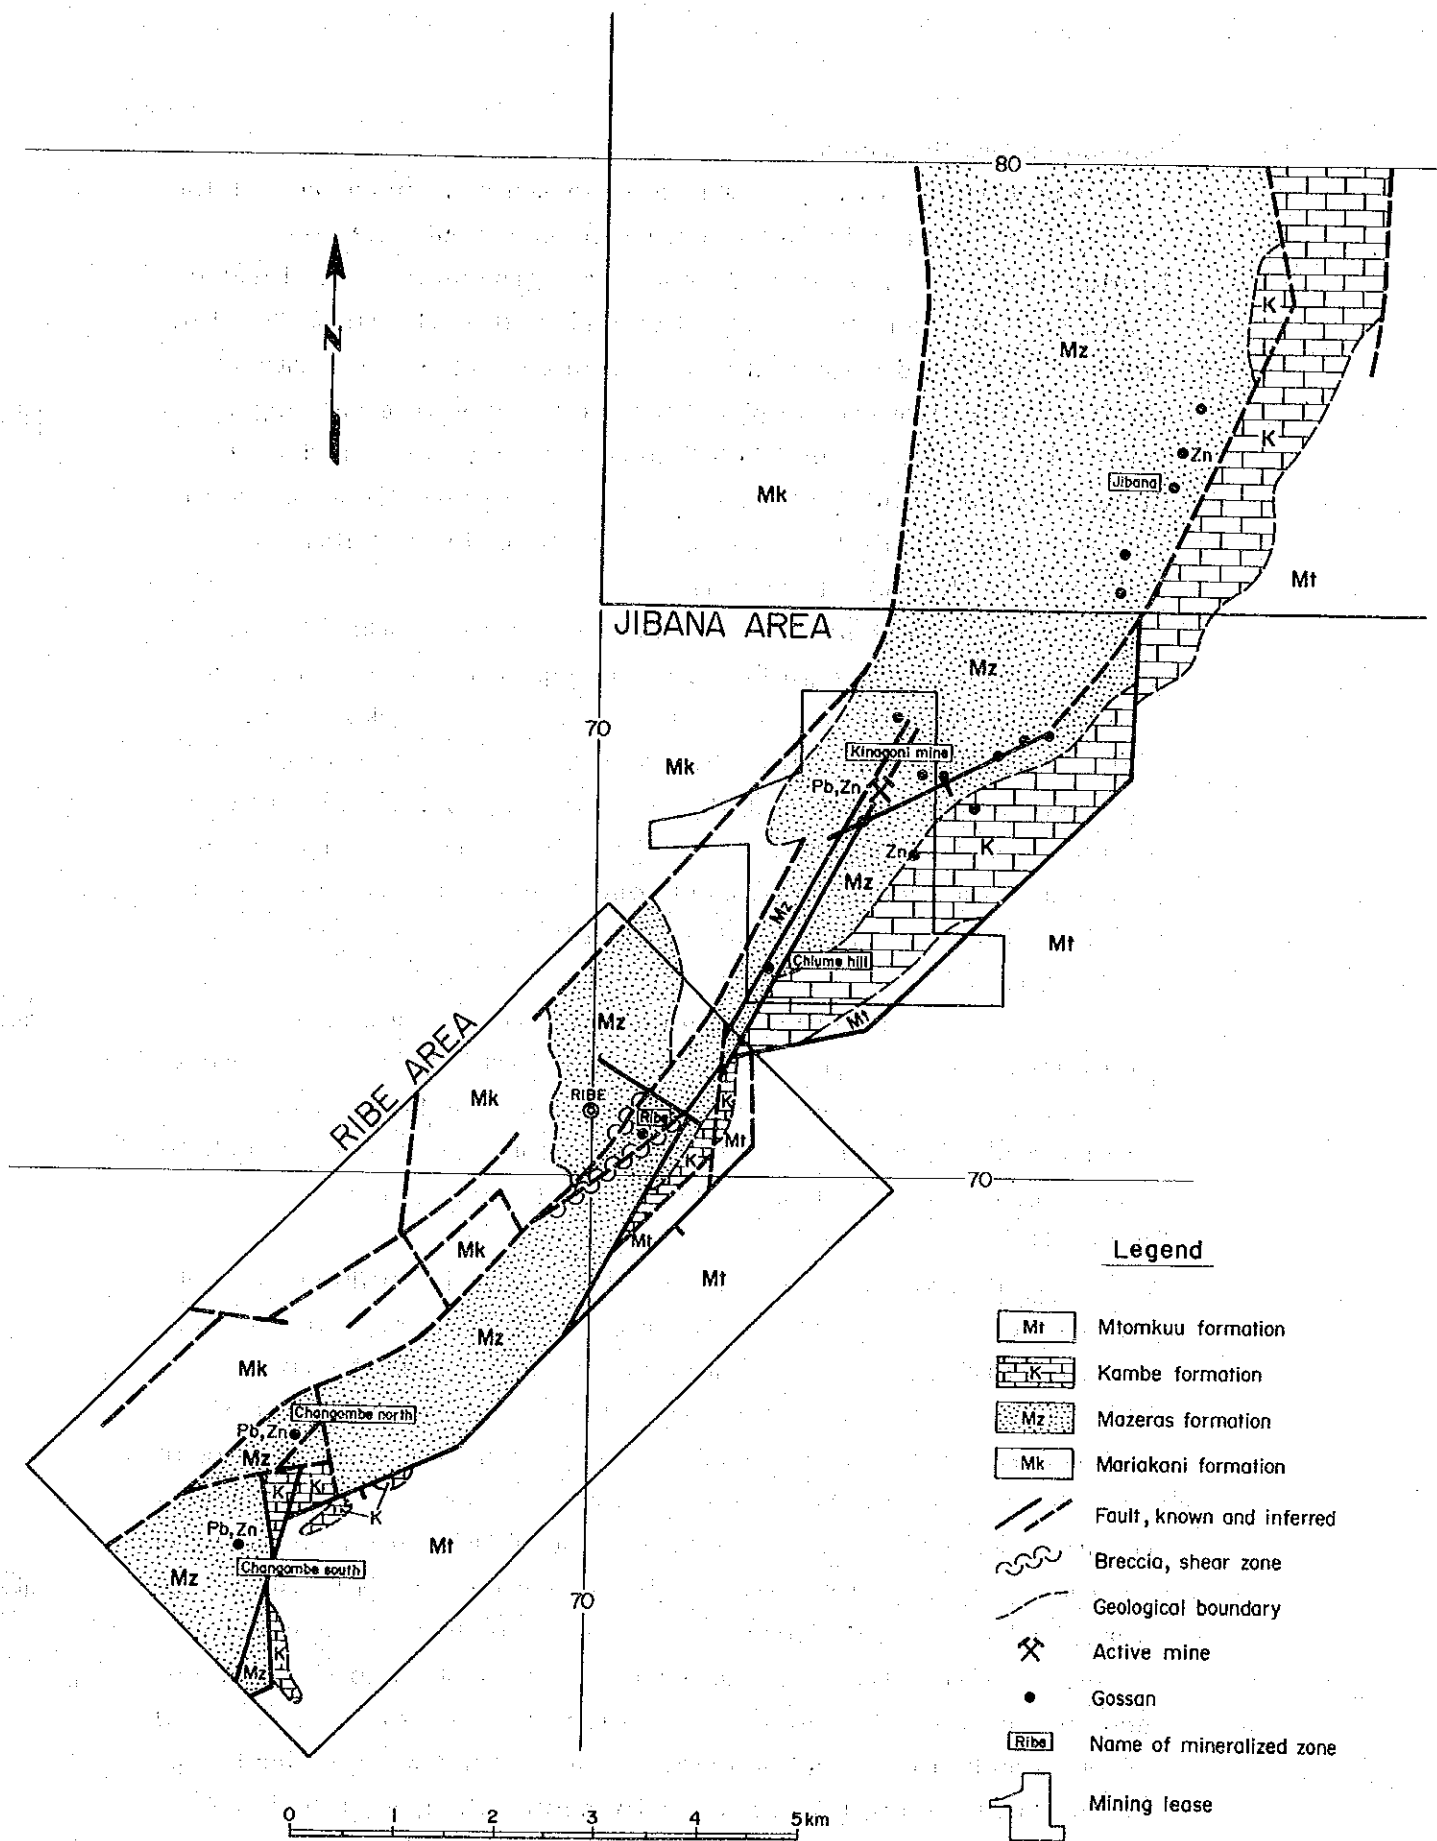 80
N
Mz
K
K
Zn
Jibana
Mk
Mt
JIBANA AREA
Mz
70
Kinagoni mine
Mk
Pb,Zn
K
Zn
Mz
Mz
Mt
Chiume hill
Mt
Mz
RIBE AREA
RIBE
Mk
Ribe
K
Mt
K
70
Mt
Mk
Mt
Mz
Mk
Changombe north
Pb,Zn
Mz
K
K
K
Pb,Zn
Mt
Changombe south
Mz
70
K
Mz
Legend
Mt Mtomkuu formation
K Kambe formation
Mz Mazeras formation
Mk Mariakani formation
Fault, known and inferred
Breccia, shear zone
Geological boundary
Active mine
Gossan
Ribe Name of mineralized zone
Mining lease
0 1 2 3 4 5km